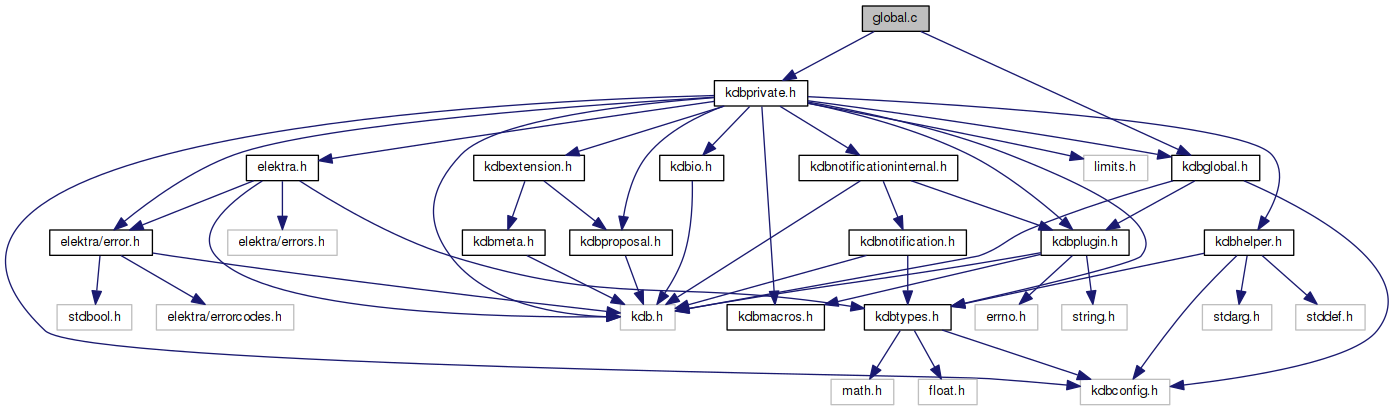 global.c
kdbprivate.h
elektra.h
kdbextension.h
kdbio.h
kdbnotificationinternal.h
limits.h
kdbglobal.h
elektra/error.h
elektra/errors.h
kdbmeta.h
kdbproposal.h
kdbnotification.h
kdbplugin.h
kdbhelper.h
stdbool.h
elektra/errorcodes.h
kdb.h
kdbmacros.h
kdbtypes.h
errno.h
string.h
stdarg.h
stddef.h
math.h
float.h
kdbconfig.h